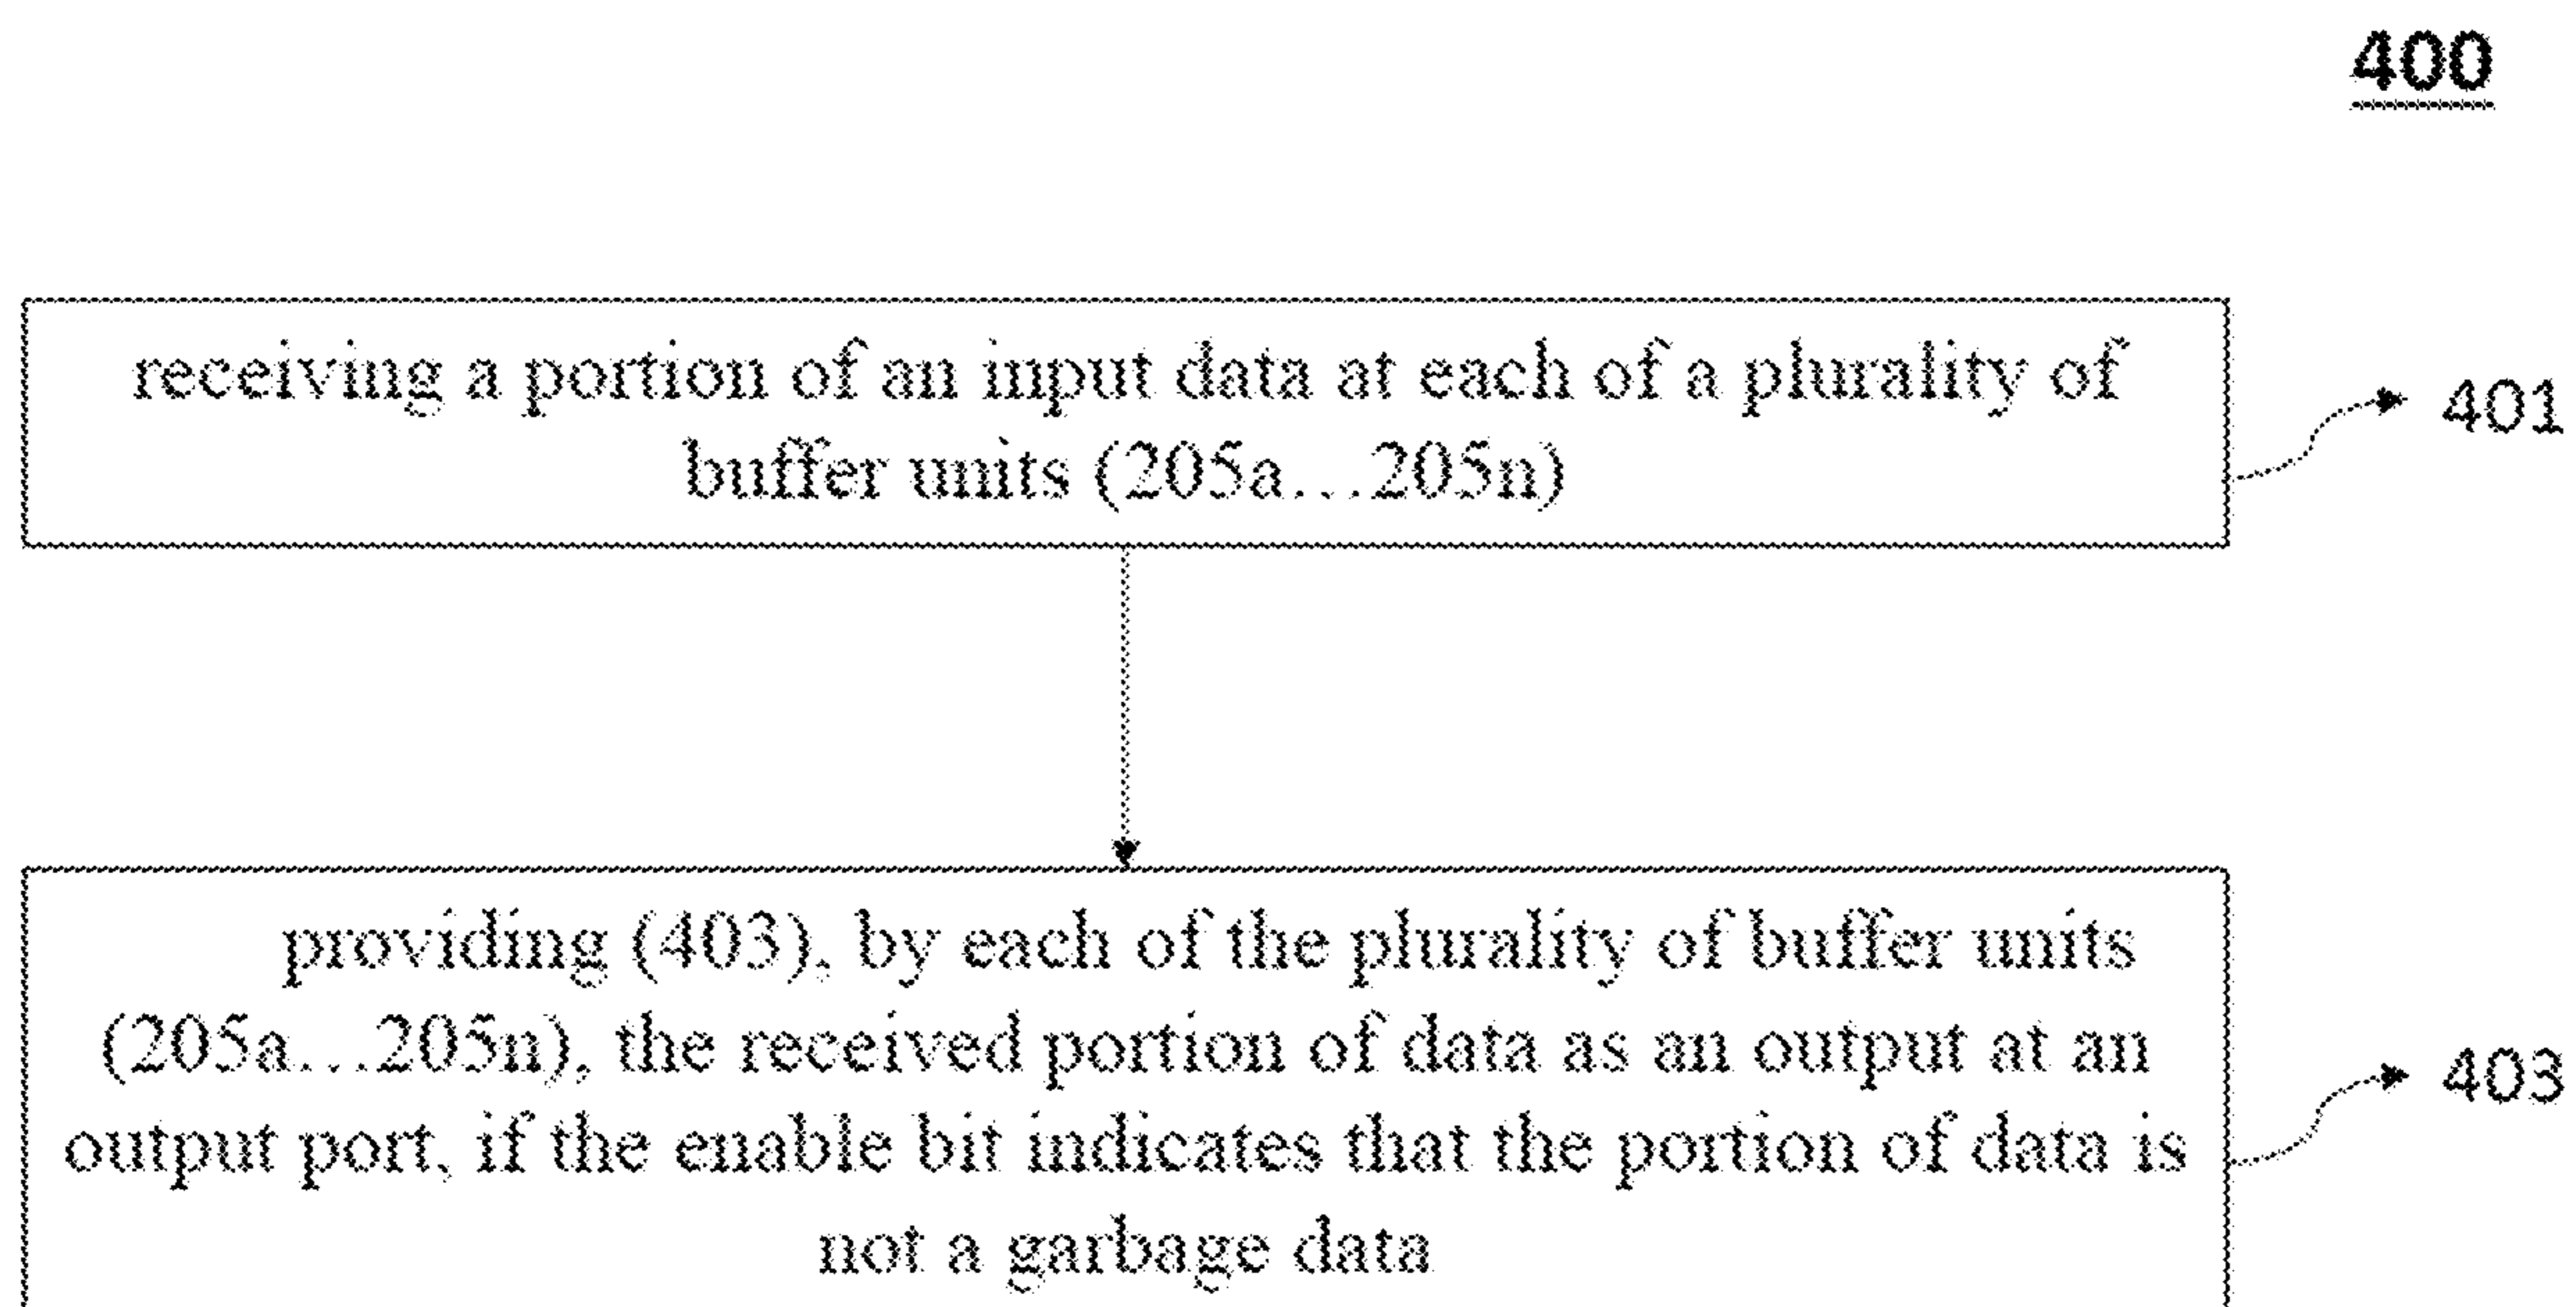 400
receiving a portion of an input data at each of a plurality of
buffer units (205a...205n)
401
providing (403), by each of the plurality of buffer units
(205a...205n), the received portion of data as an output at an
output port, if the enable bit indicates that the portion of data is
not a garbage data
403